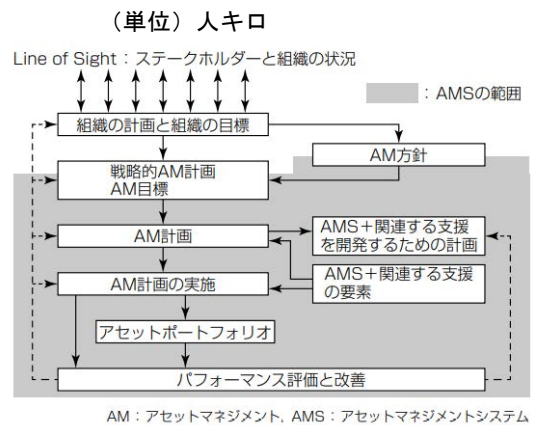 （単位）人キロ
Line of Sight：ステークホルダーと組織の状況
：AMSの範囲
組織の計画と組織の目標
AM方針
戦略的AM計画
AM目標
AM計画
AMS＋関連する支援
を開発するための計画
AM計画の実施
AMS＋関連する支援
の要素
アセットポートフォリオ
パフォーマンス評価と改善
AM：アセットマネジメント，AMS：アセットマネジメントシステム